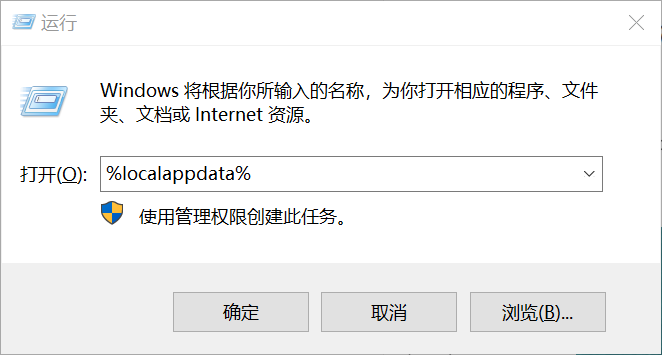 运行
Windows 将根据你所输入的名称，为你打开相应的程序、文件
夹、文档或 Internet 资源。
打开(O): %localappdata%
使用管理权限创建此任务。
确定 取消 浏览(B)...